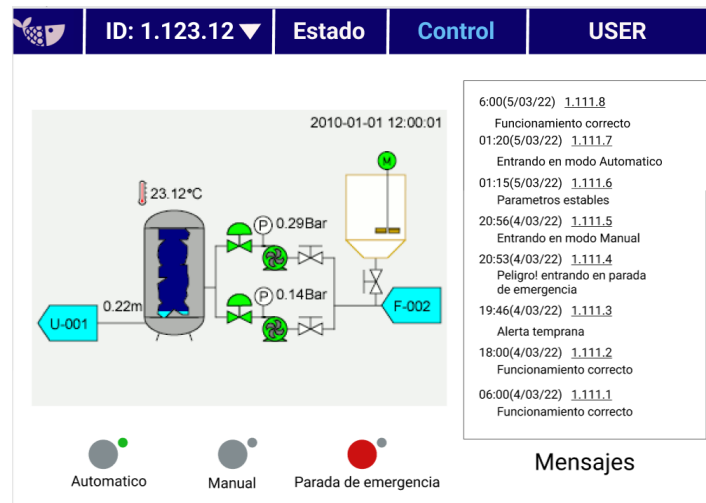 ID: 1.123.12
Estado
Control
USER
2010-01-01 12:00:01
M
23.12°C
P 0.29Bar
P 0.14Bar
0.22m
U-001
F-002
6:00(5/03/22) 1.111.8
Funcionamiento correcto
01:20(5/03/22) 1.111.7
Entrando en modo Automatico
01:15(5/03/22) 1.111.6
Parametros estables
20:56(4/03/22) 1.111.5
Entrando en modo Manual
20:53(4/03/22) 1.111.4
Peligro! entrando en parada
de emergencia
19:46(4/03/22) 1.111.3
Alerta temprana
18:00(4/03/22) 1.111.2
Funcionamiento correcto
06:00(4/03/22) 1.111.1
Funcionamiento correcto
Mensajes
Automatico
Manual
Parada de emergencia